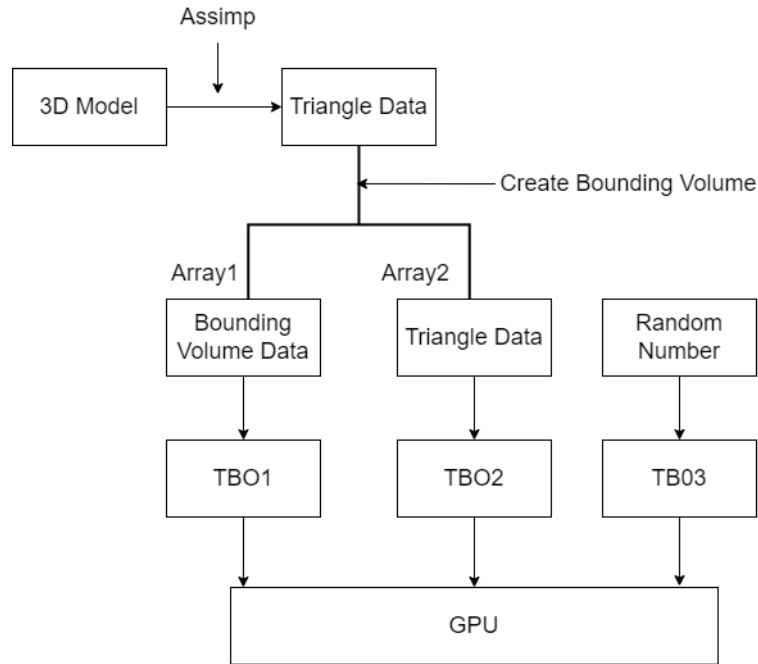 Assimp
3D Model
Triangle Data
Create Bounding Volume
Array1
Array2
Bounding
Volume Data
Triangle Data
Random
Number
TBO1
TBO2
TB03
GPU